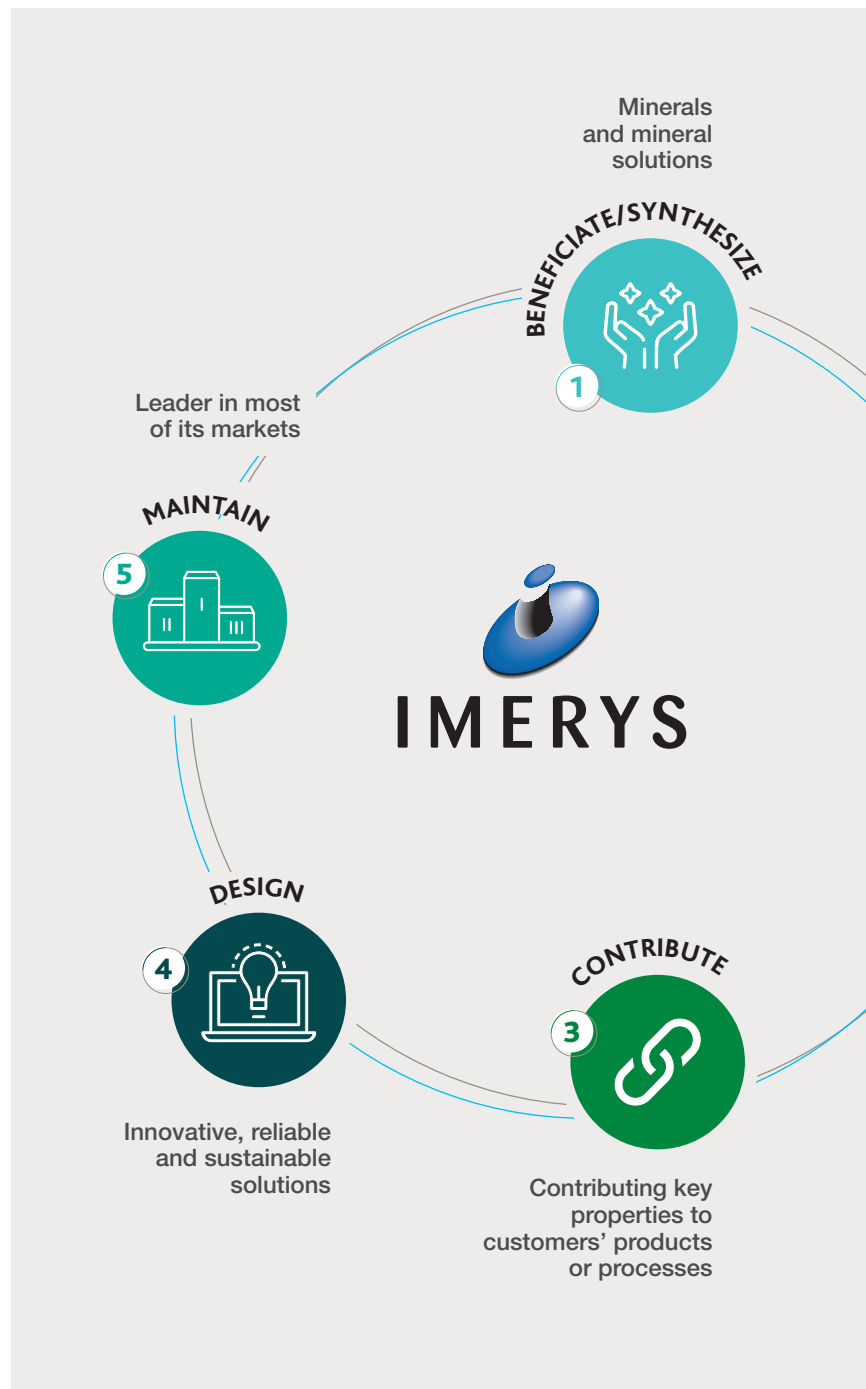 Minerals
and mineral
solutions
BENEFICIATE/SYNTHESIZE
1
Leader in most
of its markets
MAINTAIN
5
II
I
III
IMERYS
DESIGN
4
Innovative, reliable
and sustainable
solutions
CONTRIBUTE
3
Contributing key
properties to
customers’ products
or processes